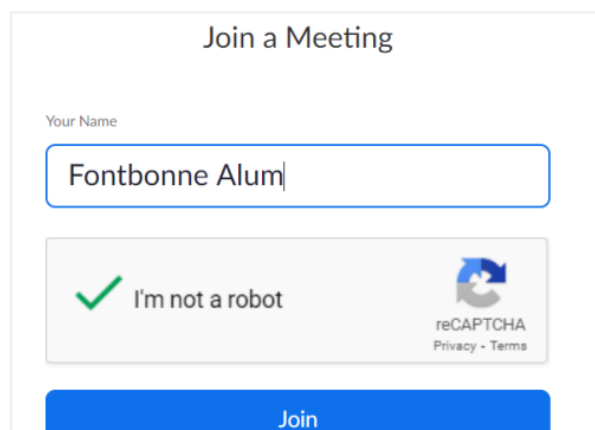 Join a Meeting
Your Name
Fontbonne Alum
I'm not a robot
reCAPTCHA
Privacy - Terms
Join